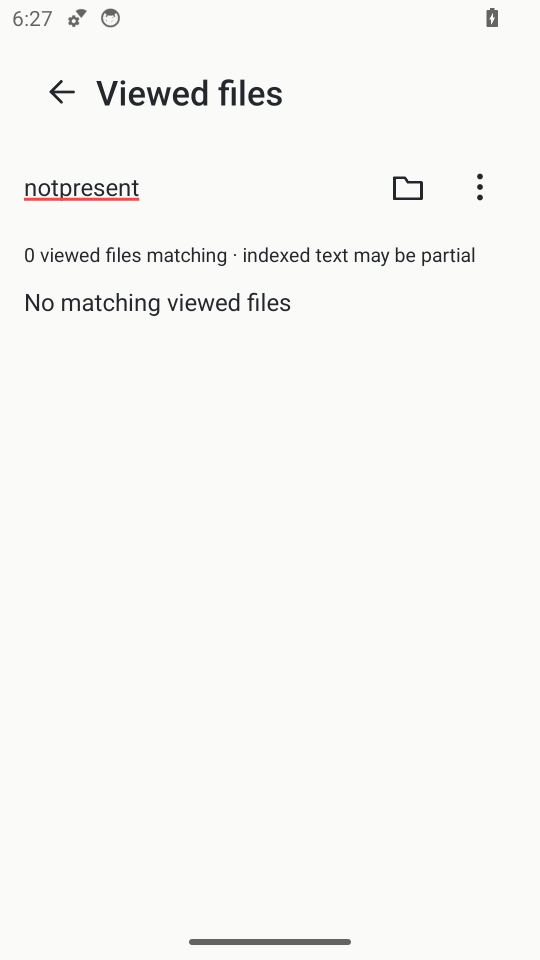 6:27
Viewed files
notpresent
0 viewed files matching · indexed text may be partial
No matching viewed files